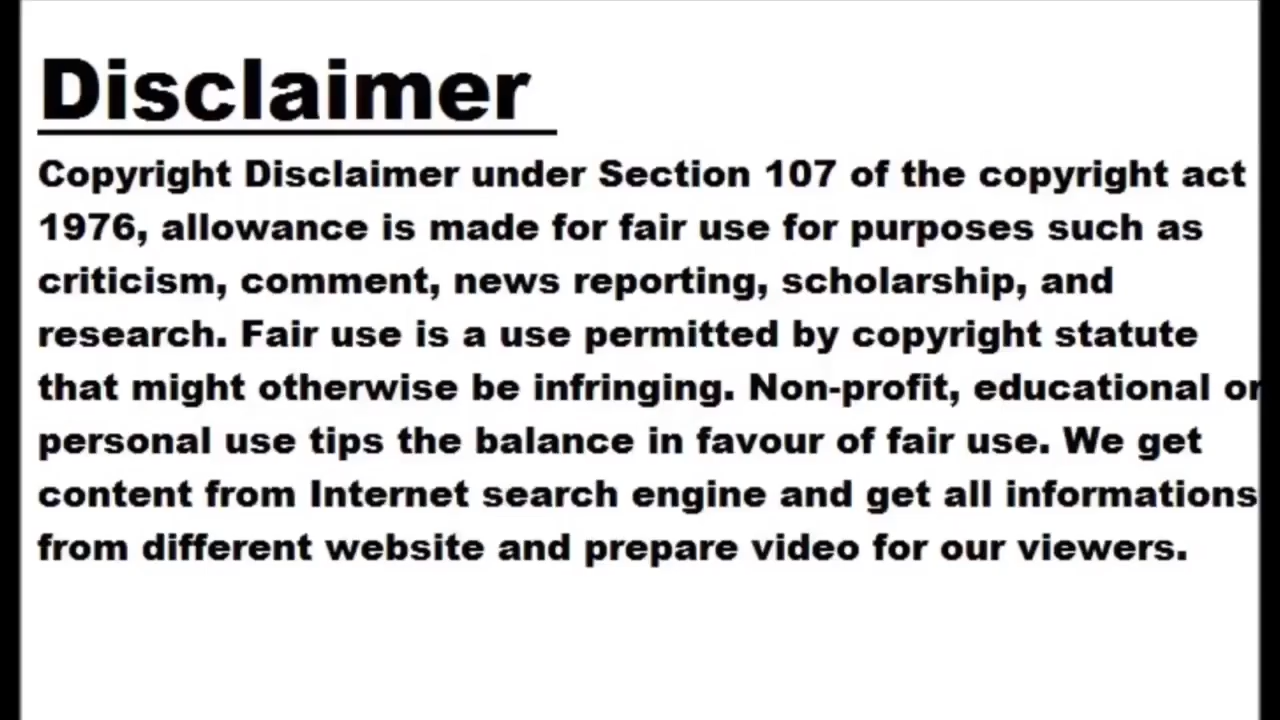 Disclaimer
Copyright Disclaimer under Section 107 of the copyright act
1976, allowance is made for fair use for purposes such as
criticism, comment, news reporting, scholarship, and
research. Fair use is a use permitted by copyright statute
that might otherwise be infringing. Non-profit, educational or
personal use tips the balance in favour of fair use. We get
content from Internet search engine and get all informations
from different website and prepare video for our viewers.